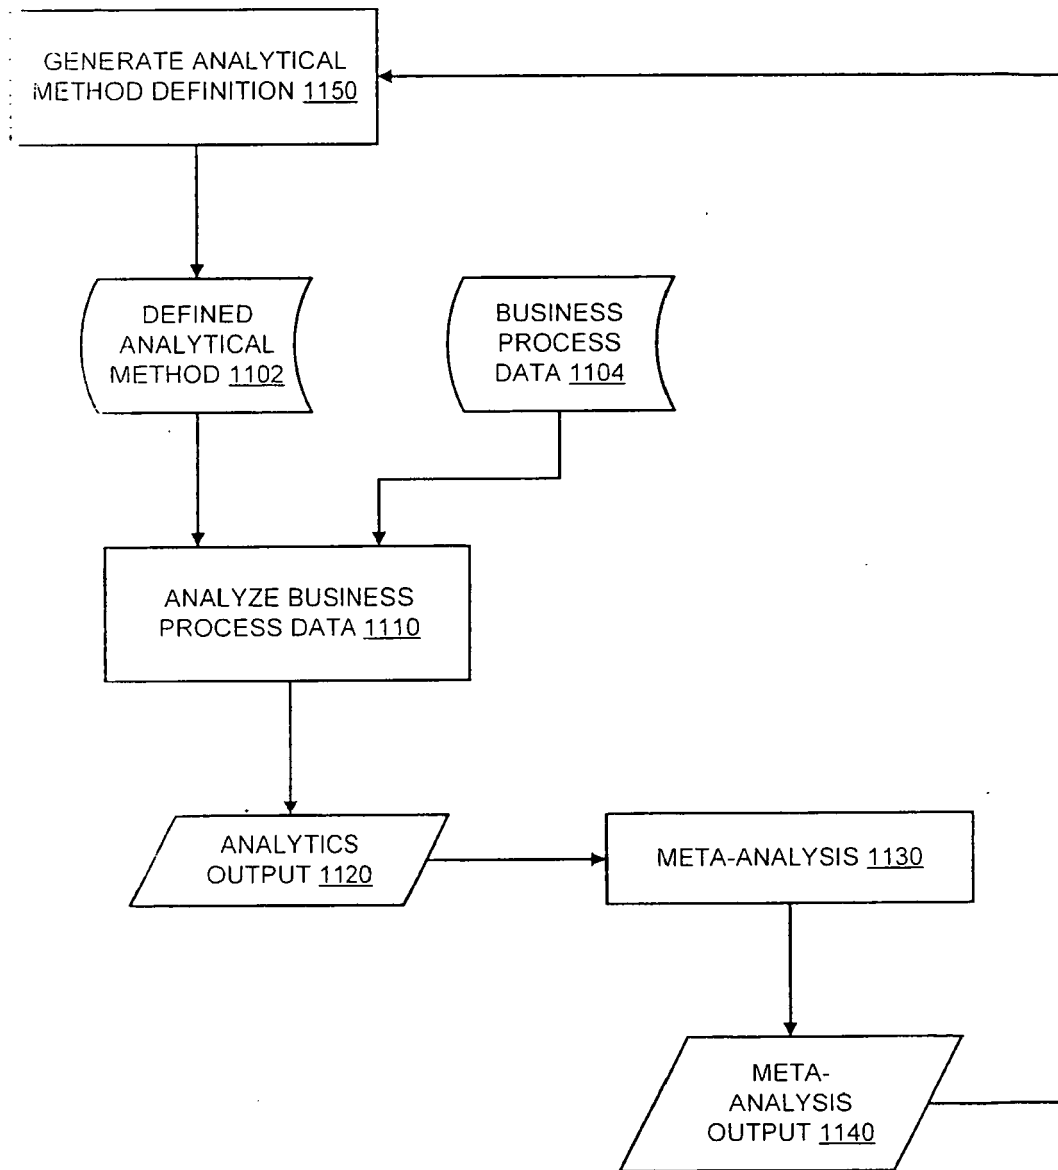 GENERATE ANALYTICAL
METHOD DEFINITION 1150
DEFINED
ANALYTICAL
METHOD 1102
BUSINESS
PROCESS
DATA 1104
ANALYZE BUSINESS
PROCESS DATA 1110
ANALYTICS
OUTPUT 1120
META-ANALYSIS 1130
META-
ANALYSIS
OUTPUT 1140